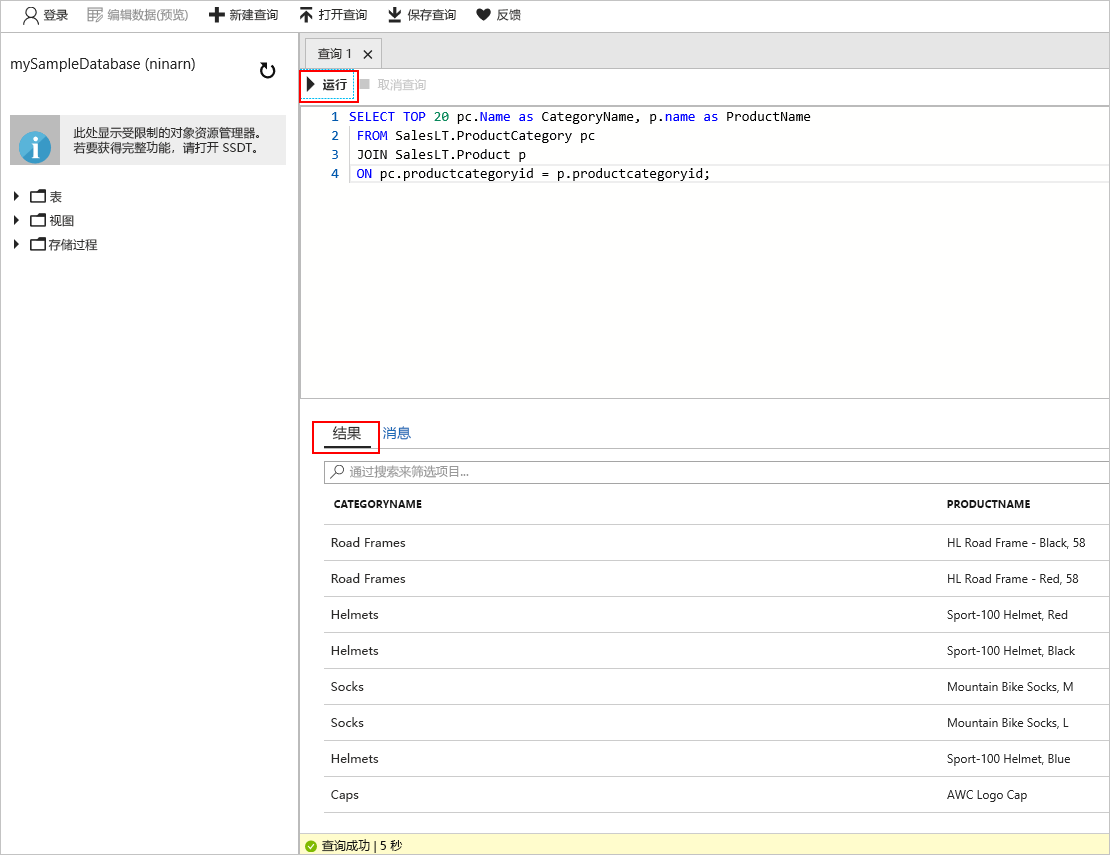 登录 编辑数据(预览) 新建查询 打开查询 保存查询 反馈
mySampleDatabase (ninarn)
此处显示受限制的对象资源管理器。
若要获得完整功能，请打开 SSDT。
表
视图
存储过程
查询 1
运行 取消查询
1 SELECT TOP 20 pc.Name as CategoryName, p.name as ProductName
2 FROM SalesLT.ProductCategory pc
3 JOIN SalesLT.Product p
4 ON pc.productcategoryid = p.productcategoryid;
结果 消息
通过搜索来筛选项目...
CATEGORYNAME PRODUCTNAME
Road Frames HL Road Frame - Black, 58
Road Frames HL Road Frame - Red, 58
Helmets Sport-100 Helmet, Red
Helmets Sport-100 Helmet, Black
Socks Mountain Bike Socks, M
Socks Mountain Bike Socks, L
Helmets Sport-100 Helmet, Blue
Caps AWC Logo Cap
查询成功 | 5 秒